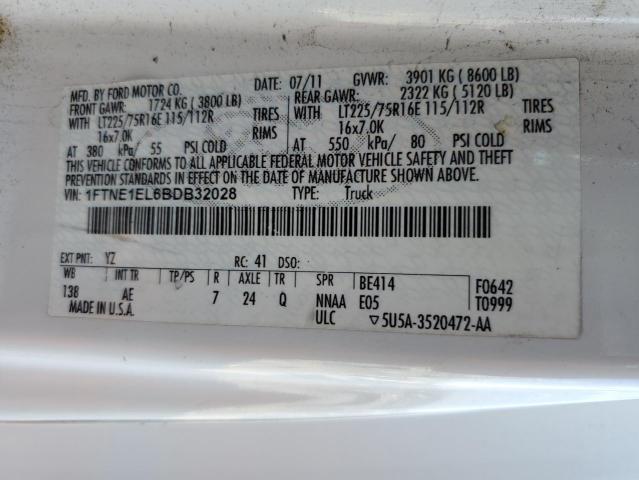 MFD. BY FORD MOTOR CO. DATE: 07/11 GVWR: 3901 KG ( 8600 LB)
FRONT GAWR: 1724 KG ( 3800 LB) REAR GAWR: 2322 KG ( 5120 LB)
WITH LT225/75R16E 115/112R TIRES WITH LT225/75R16E 115/112R TIRES
16x7.0K RIMS 16x7.0K RIMS
AT 380 kPa/ 55 PSI COLD AT 550 kPa/ 80 PSI COLD
THIS VEHICLE CONFORMS TO ALL APPLICABLE FEDERAL MOTOR VEHICLE SAFETY AND THEFT
PREVENTION STANDARDS IN EFFECT ON THE DATE OF MANUFACTURE SHOWN ABOVE.
VIN: 1FTNE1EL6BDB32028 TYPE: Truck
EXT PNT: YZ RC: 41 DSO:
WB INT TR TP/PS R AXLE TR SPR BE414 F0642
138 AE 7 24 Q NNAA E05 T0999
MADE IN U.S.A. ULC ▽5U5A-3520472-AA